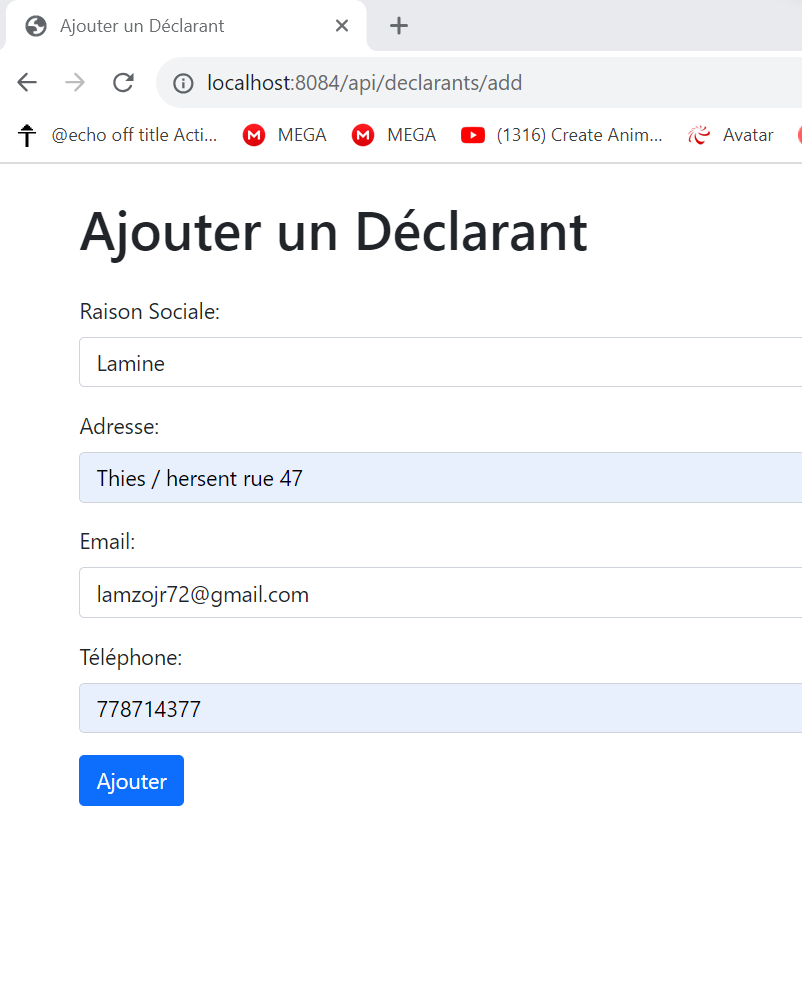 Ajouter un Déclarant
localhost:8084/api/declarants/add
@echo off title Acti... MEGA MEGA (1316) Create Anim... Avatar
Ajouter un Déclarant
Raison Sociale:
Lamine
Adresse:
Thies / hersent rue 47
Email:
lamzojr72@gmail.com
Téléphone:
778714377
Ajouter